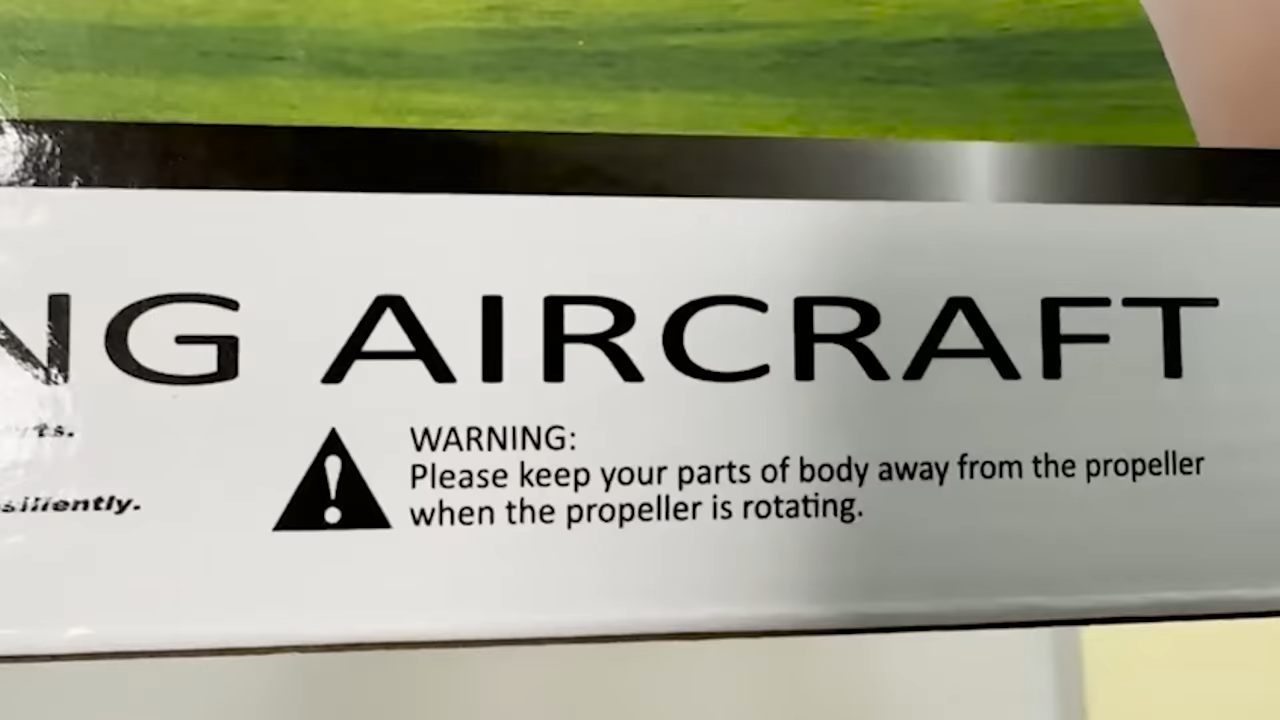 NG AIRCRAFT
WARNING:
Please keep your parts of body away from the propeller
when the propeller is rotating.